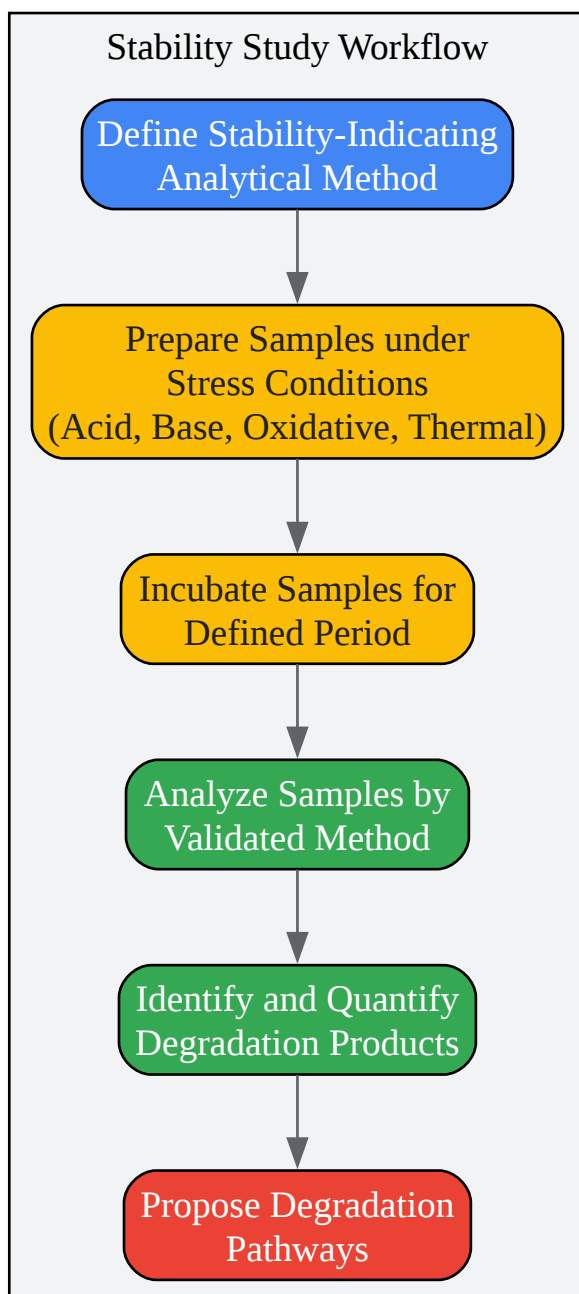 Stability Study Workflow
Define Stability-Indicating
Analytical Method
Prepare Samples under
Stress Conditions
(Acid, Base, Oxidative, Thermal)
Incubate Samples for
Defined Period
Analyze Samples by
Validated Method
Identify and Quantify
Degradation Products
Propose Degradation
Pathways